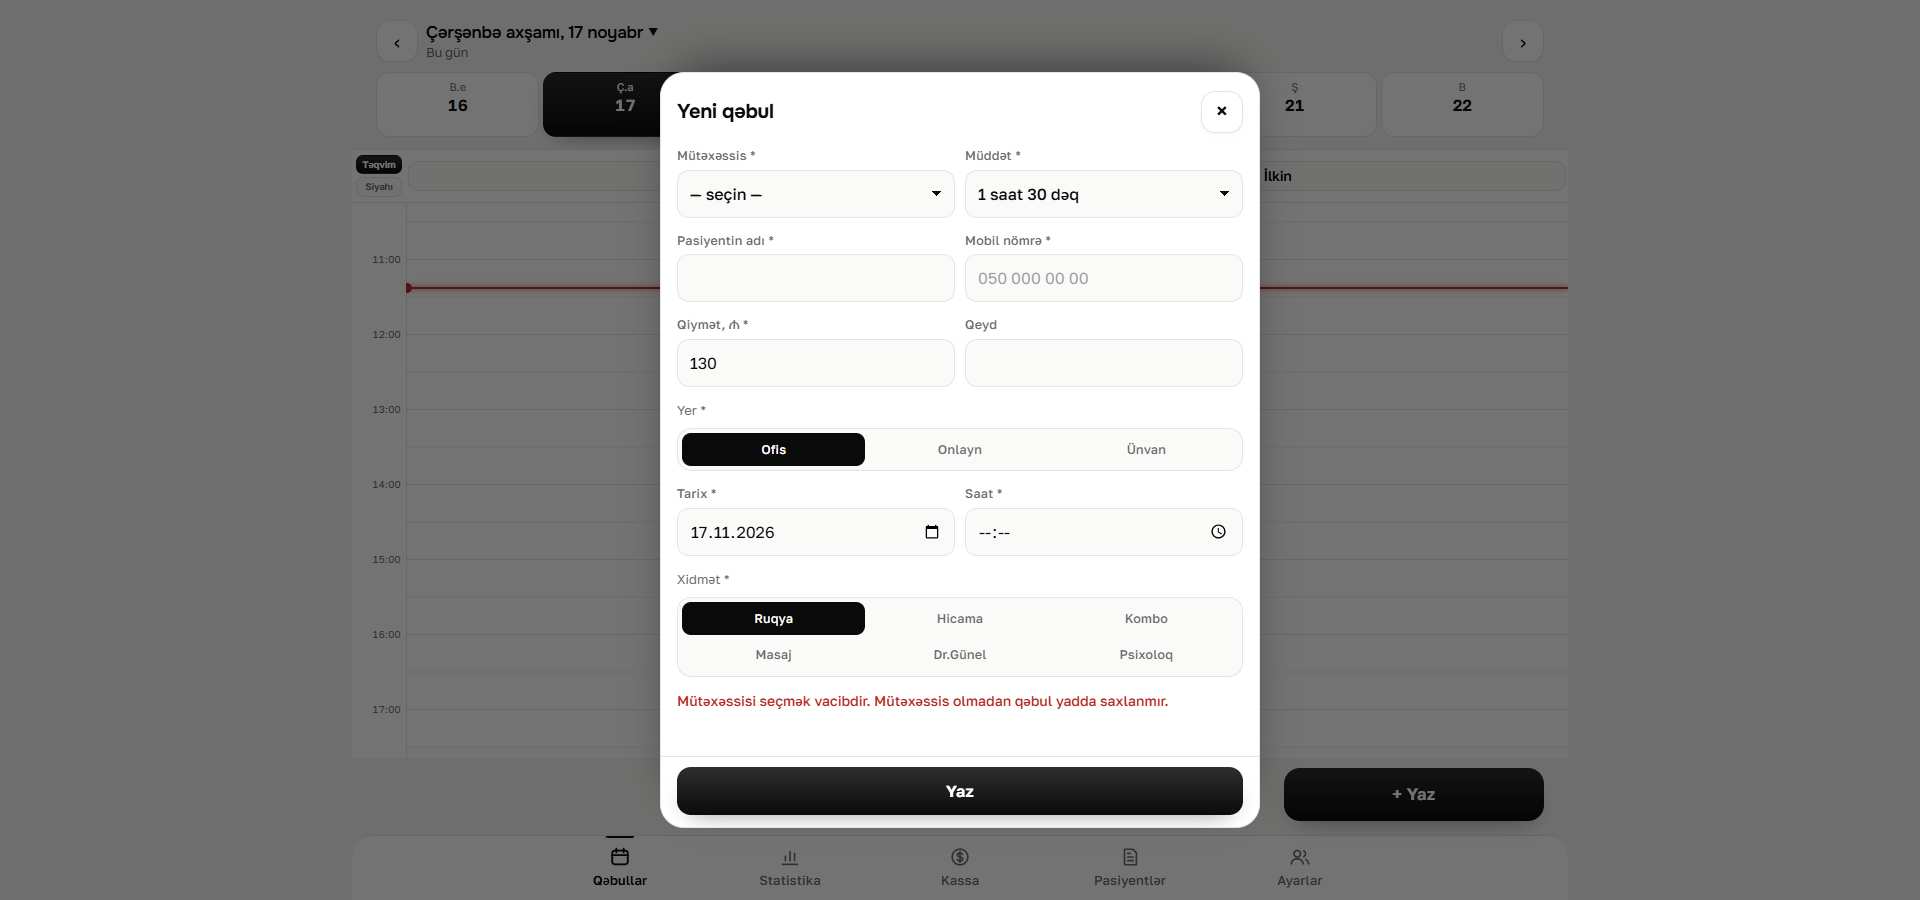 ‹
Çərşənbə axşamı, 17 noyabr ▼
Bu gün
›
B.e
16
Ç.a
17
Ş
21
B
22
Təqvim
Siyahı
İlkin
11:00
12:00
13:00
14:00
15:00
16:00
17:00
Yeni qəbul
×
Mütəxəssis *
Müddət *
— seçin —
1 saat 30 dəq
Pasiyentin adı *
Mobil nömrə *
050 000 00 00
Qiymət, ₼ *
Qeyd
130
Yer *
Ofis
Onlayn
Ünvan
Tarix *
Saat *
17.11.2026
--:--
Xidmət *
Ruqya
Hicama
Kombo
Masaj
Dr.Günel
Psixoloq
Mütəxəssisi seçmək vacibdir. Mütəxəssis olmadan qəbul yadda saxlanmır.
Yaz
+ Yaz
Qəbullar
Statistika
Kassa
Pasiyentlər
Ayarlar